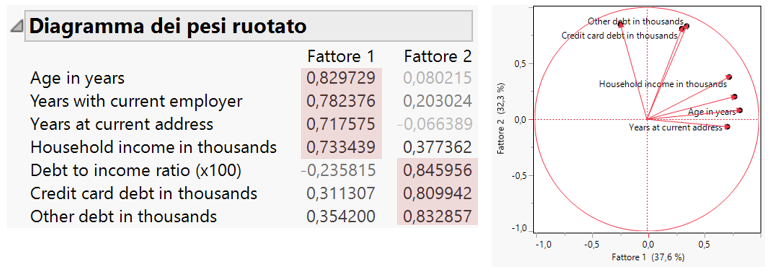 Diagramma dei pesi ruotato
Fattore 1 Fattore 2
Age in years 0,829729 0,080215
Years with current employer 0,782376 0,203024
Years at current address 0,717575 -0,066389
Household income in thousands 0,733439 0,377362
Debt to income ratio (x100) -0,235815 0,845956
Credit card debt in thousands 0,311307 0,809942
Other debt in thousands 0,354200 0,832857
Other debt in thousands
Credit card debt in thousands
0,5
Household income in thousands
Age in years
0,0
Years at current address
Fattore 2 (32,3 %)
-0,5
-1,0
-1,0 -0,5 0,0 0,5
Fattore 1 (37,6 %)